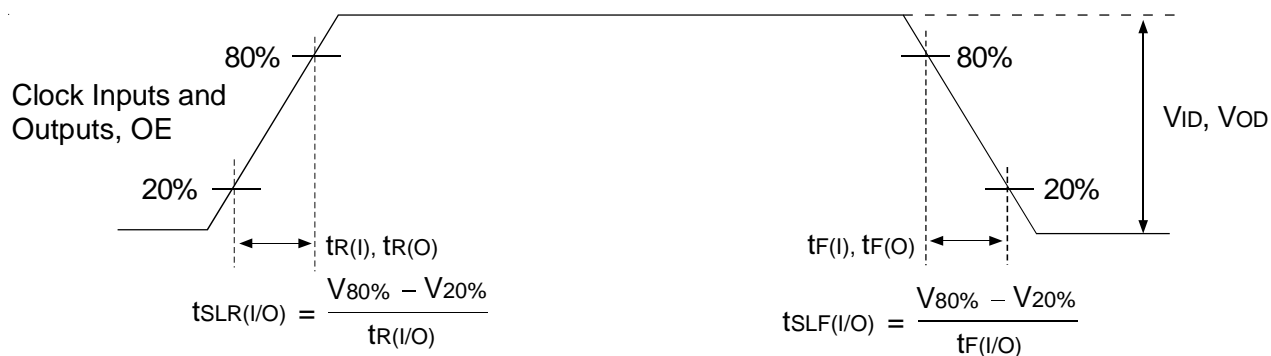 80%
80%
Clock Inputs and
Outputs, OE
VID, VOD
20%
20%
tR(I), tR(O)
tF(I), tF(O)
tSLR(I/O) = V80% − V20%
tR(I/O)
tSLF(I/O) = V80% − V20%
tF(I/O)